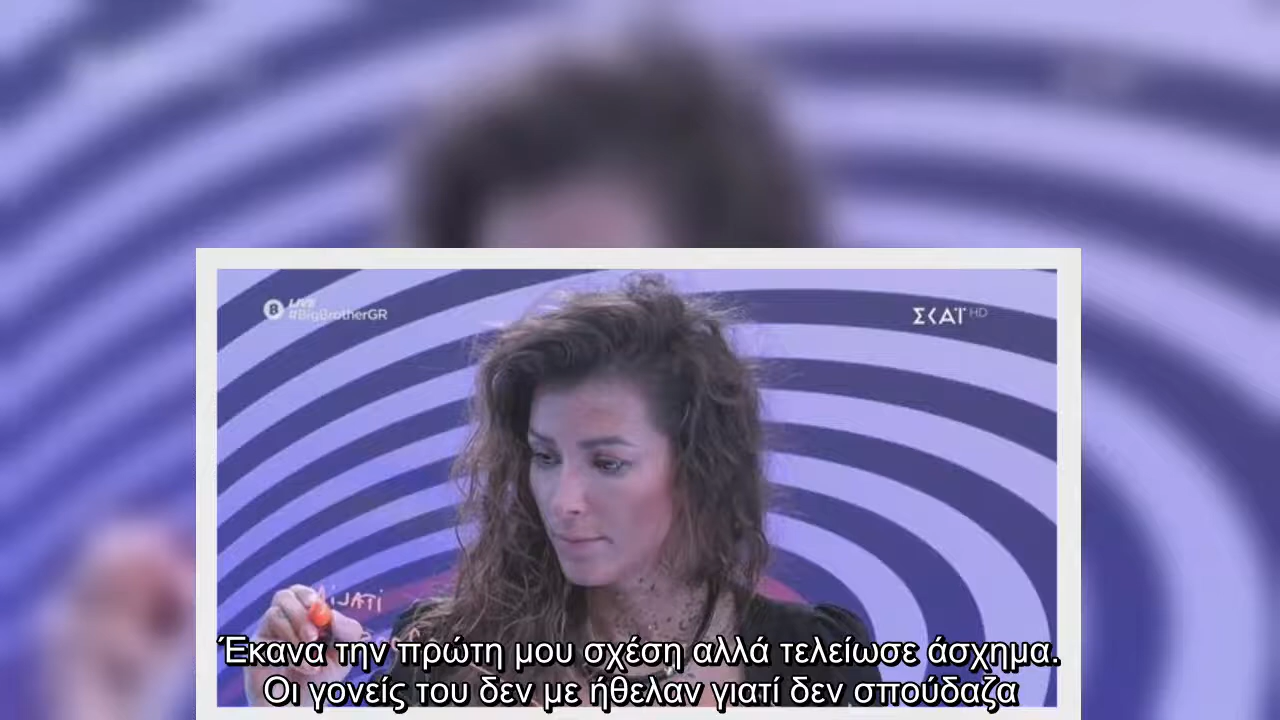 LIVE
#BigBrotherGR
ΣΚΑΪ HD
Έκανα την πρώτη μου σχέση αλλά τελείωσε άσχημα.
Οι γονείς του δεν με ήθελαν γιατί δεν σπούδαζα